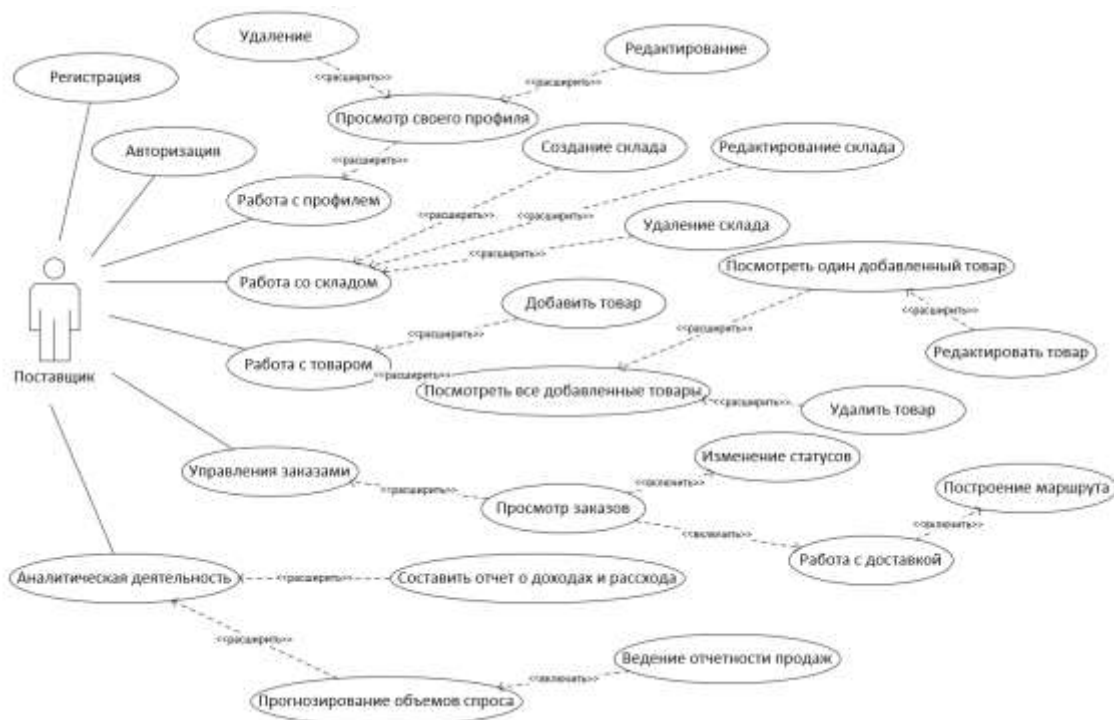 Удаление
Редактирование
Регистрация
<<расширить>>
<<расширить>>
Просмотр своего профиля
Авторизация
Создание склада
Редактирование склада
<<расширить>>
Работа с профилем
<<расширить>>
<<расширить>>
Удаление склада
<<расширить>>
Посмотреть один добавленный товар
Работа со складом
Добавить товар
<<расширить>>
<<расширить>>
<<расширить>>
Редактировать товар
Работа с товаром
<<расширить>>
Поставщик
Посмотреть все добавленные товары
<<расширить>>
Удалить товар
Изменение статусов
Управления заказами
<<расширить>>
<<включить>>
Построение маршрута
Просмотр заказов
<<включить>>
<<включить>>
Работа с доставкой
Аналитическая деятельность
<<расширить>>
Составить отчет о доходах и рассхода
<<расширить>>
Ведение отчетности продаж
<<включить>>
Прогнозирование объемов спроса